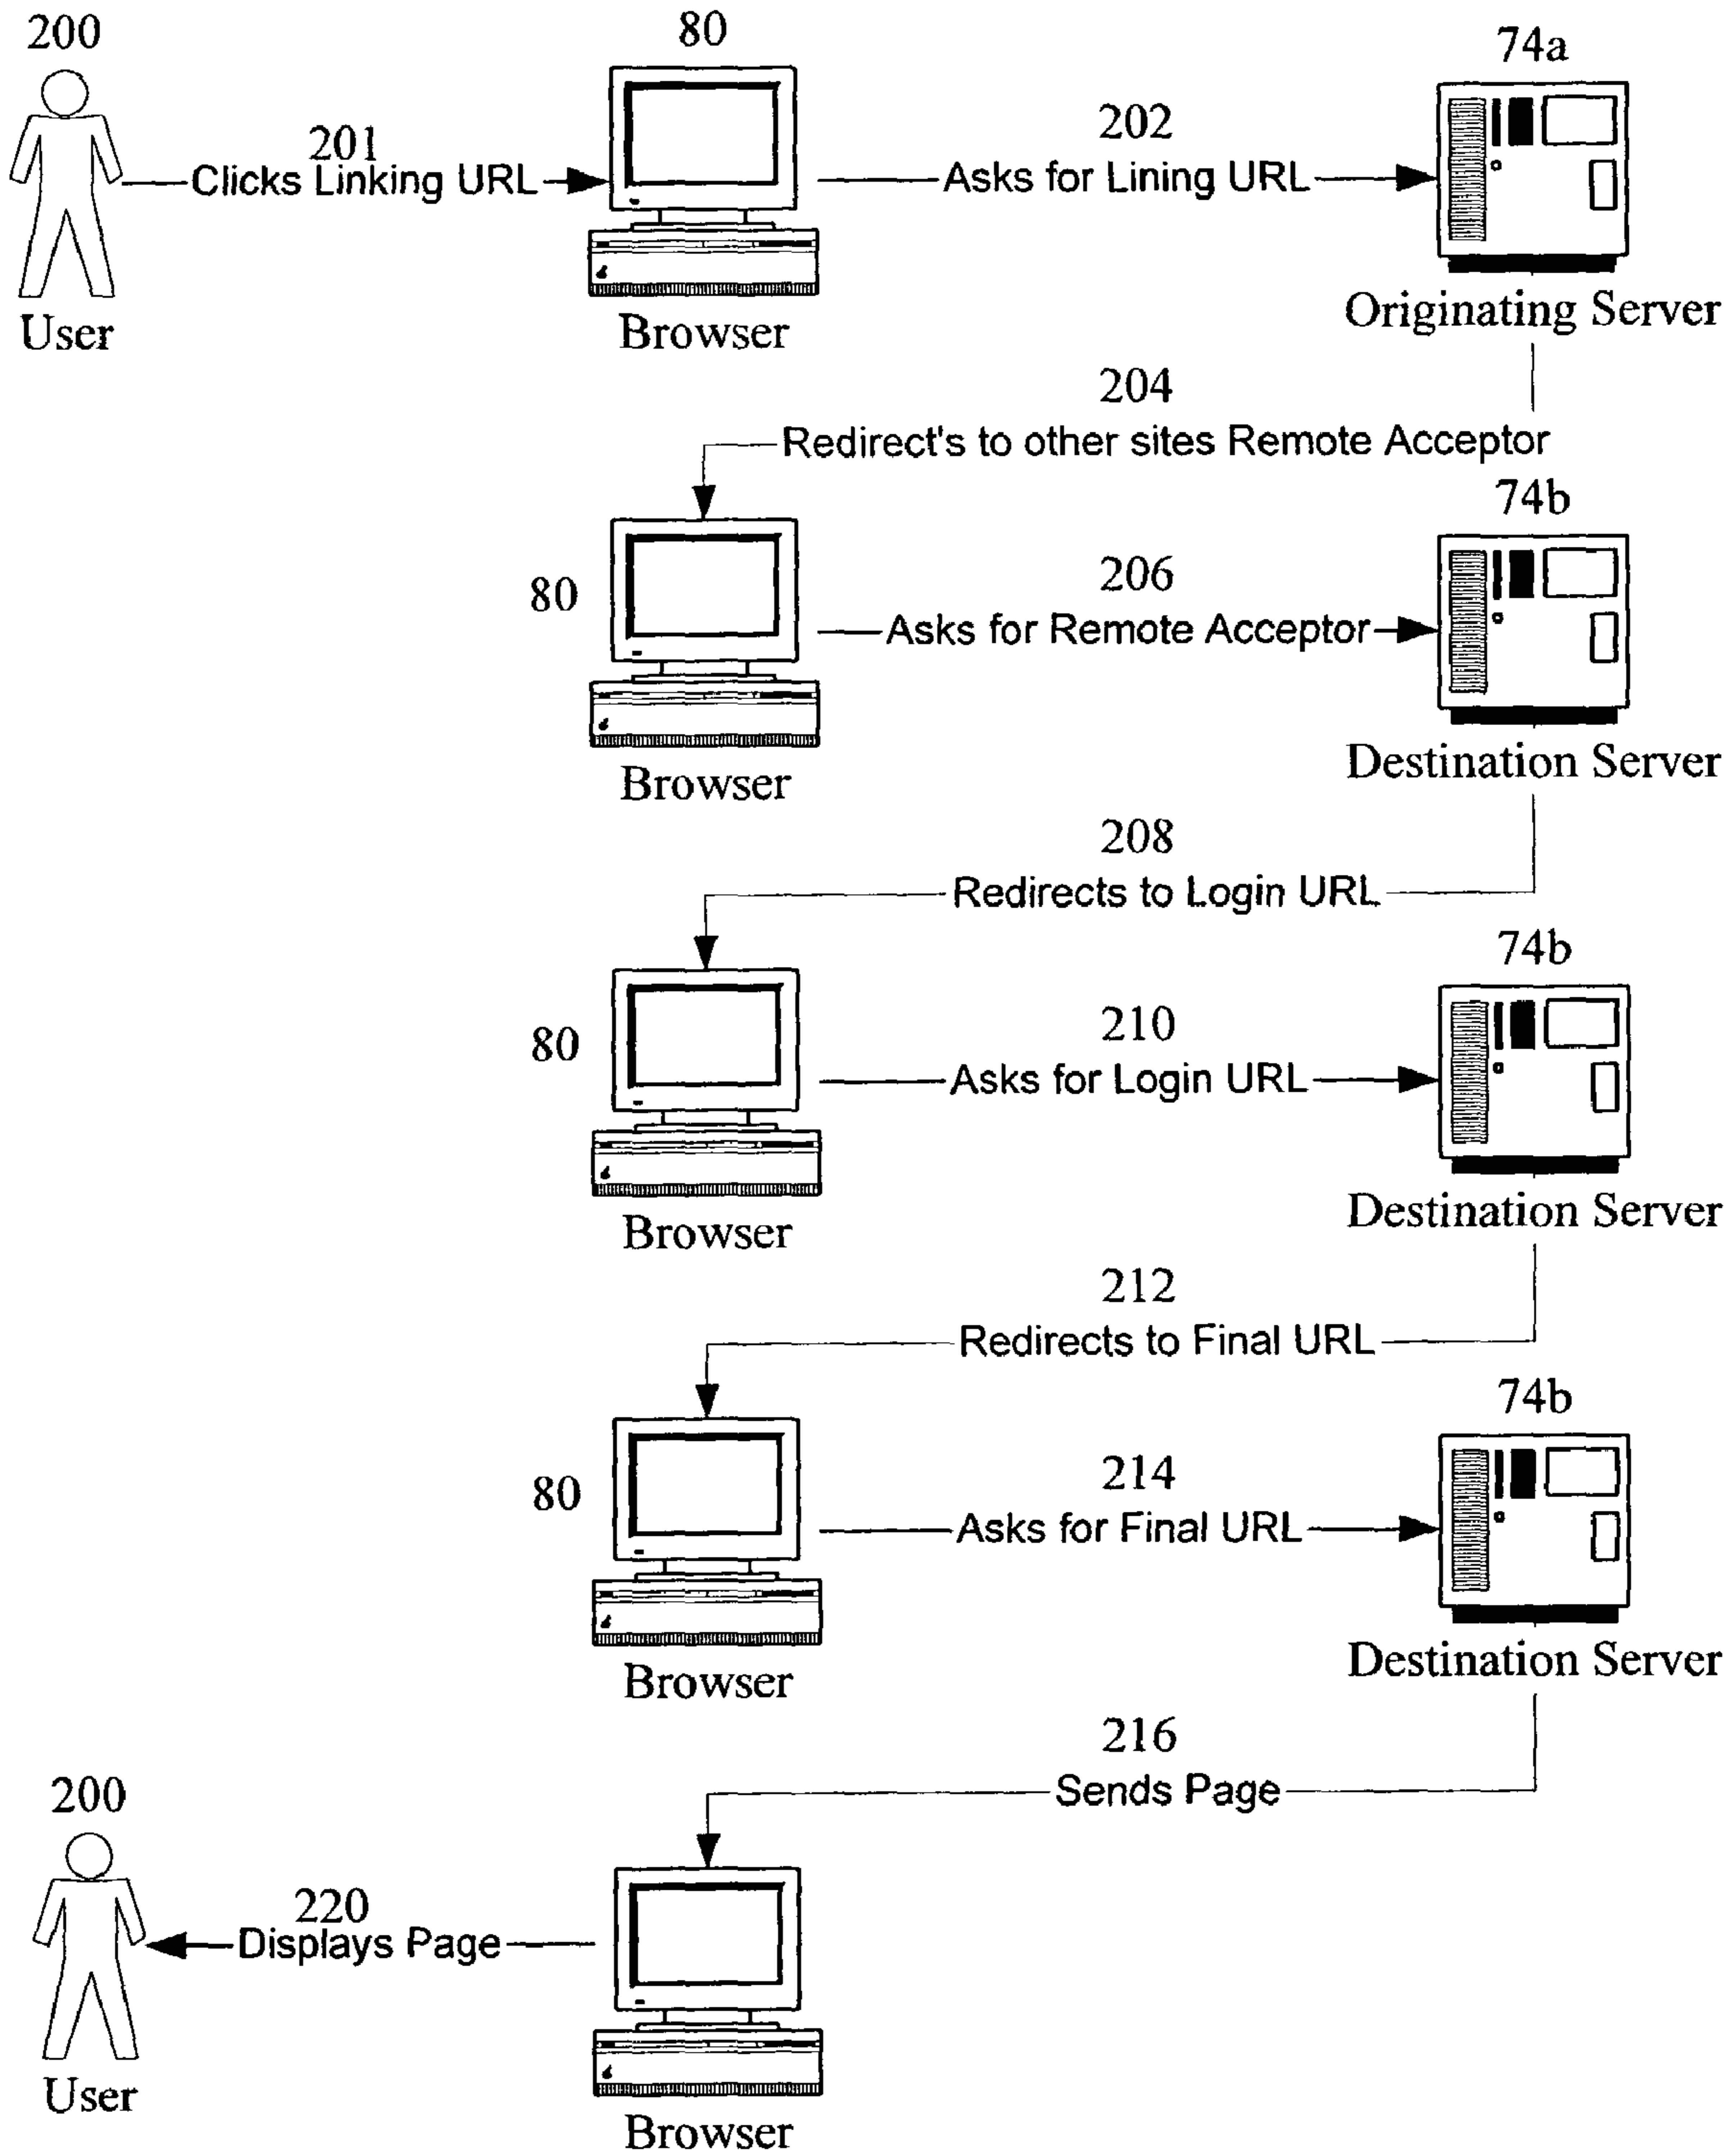 200
80
74a
201
202
Clicks Linking URL
Asks for Lining URL
User
Browser
Originating Server
204
Redirect's to other sites Remote Acceptor
74b
80
206
Asks for Remote Acceptor
Browser
Destination Server
208
Redirects to Login URL
74b
80
210
Asks for Login URL
Browser
Destination Server
212
Redirects to Final URL
74b
80
214
Asks for Final URL
Browser
Destination Server
216
Sends Page
200
220
Displays Page
User
Browser